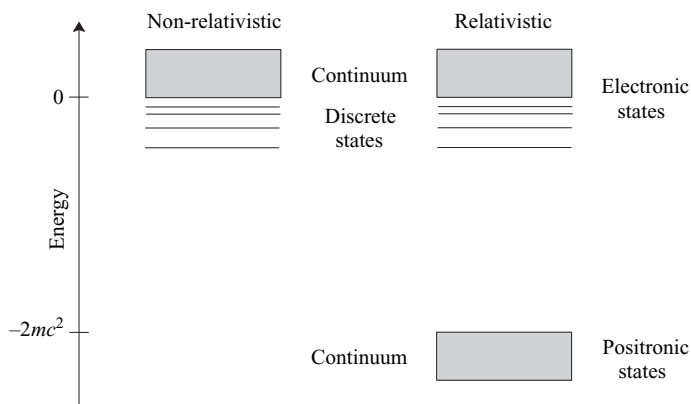 Non-relativistic
Relativistic
Continuum
0
Electronic
states
Discrete
states
Energy
–2mc²
Continuum
Positronic
states